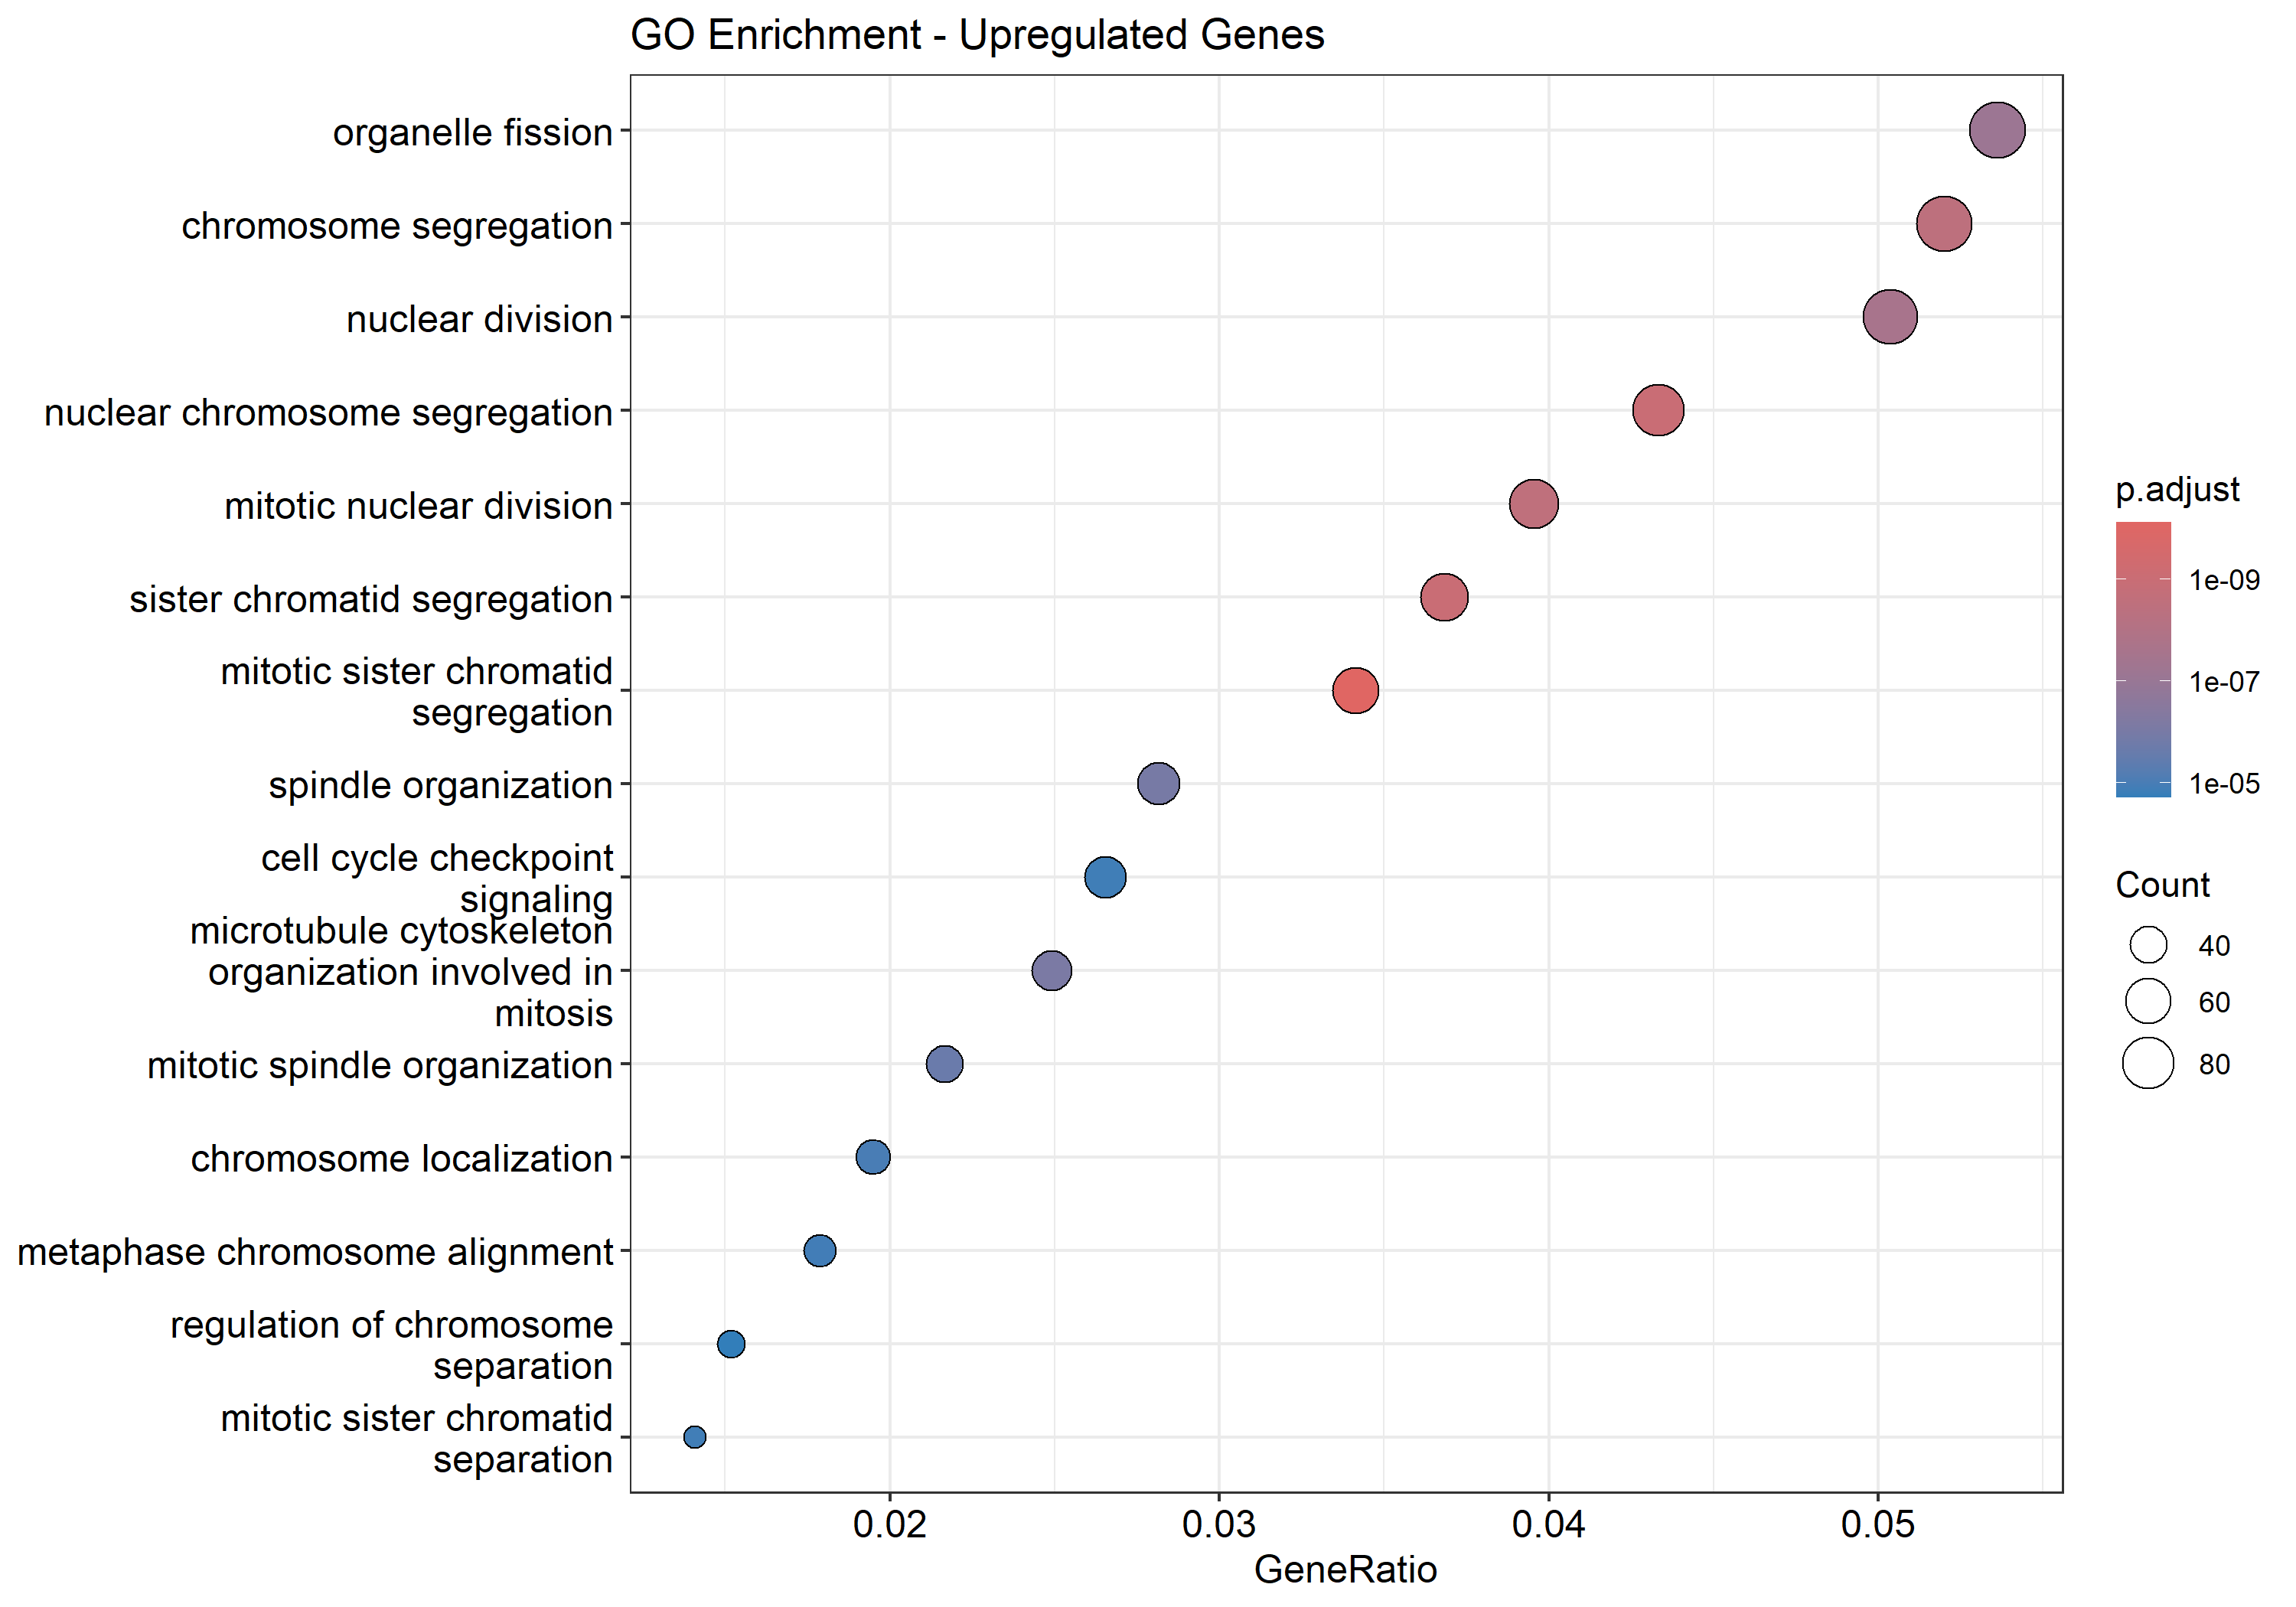 GO Enrichment - Upregulated Genes
organelle fission
chromosome segregation
nuclear division
nuclear chromosome segregation
mitotic nuclear division
sister chromatid segregation
mitotic sister chromatid
segregation
spindle organization
cell cycle checkpoint
signaling
microtubule cytoskeleton
organization involved in
mitosis
mitotic spindle organization
chromosome localization
metaphase chromosome alignment
regulation of chromosome
separation
mitotic sister chromatid
separation
0.02
0.03
0.04
0.05
GeneRatio
p.adjust
1e-09
1e-07
1e-05
Count
40
60
80